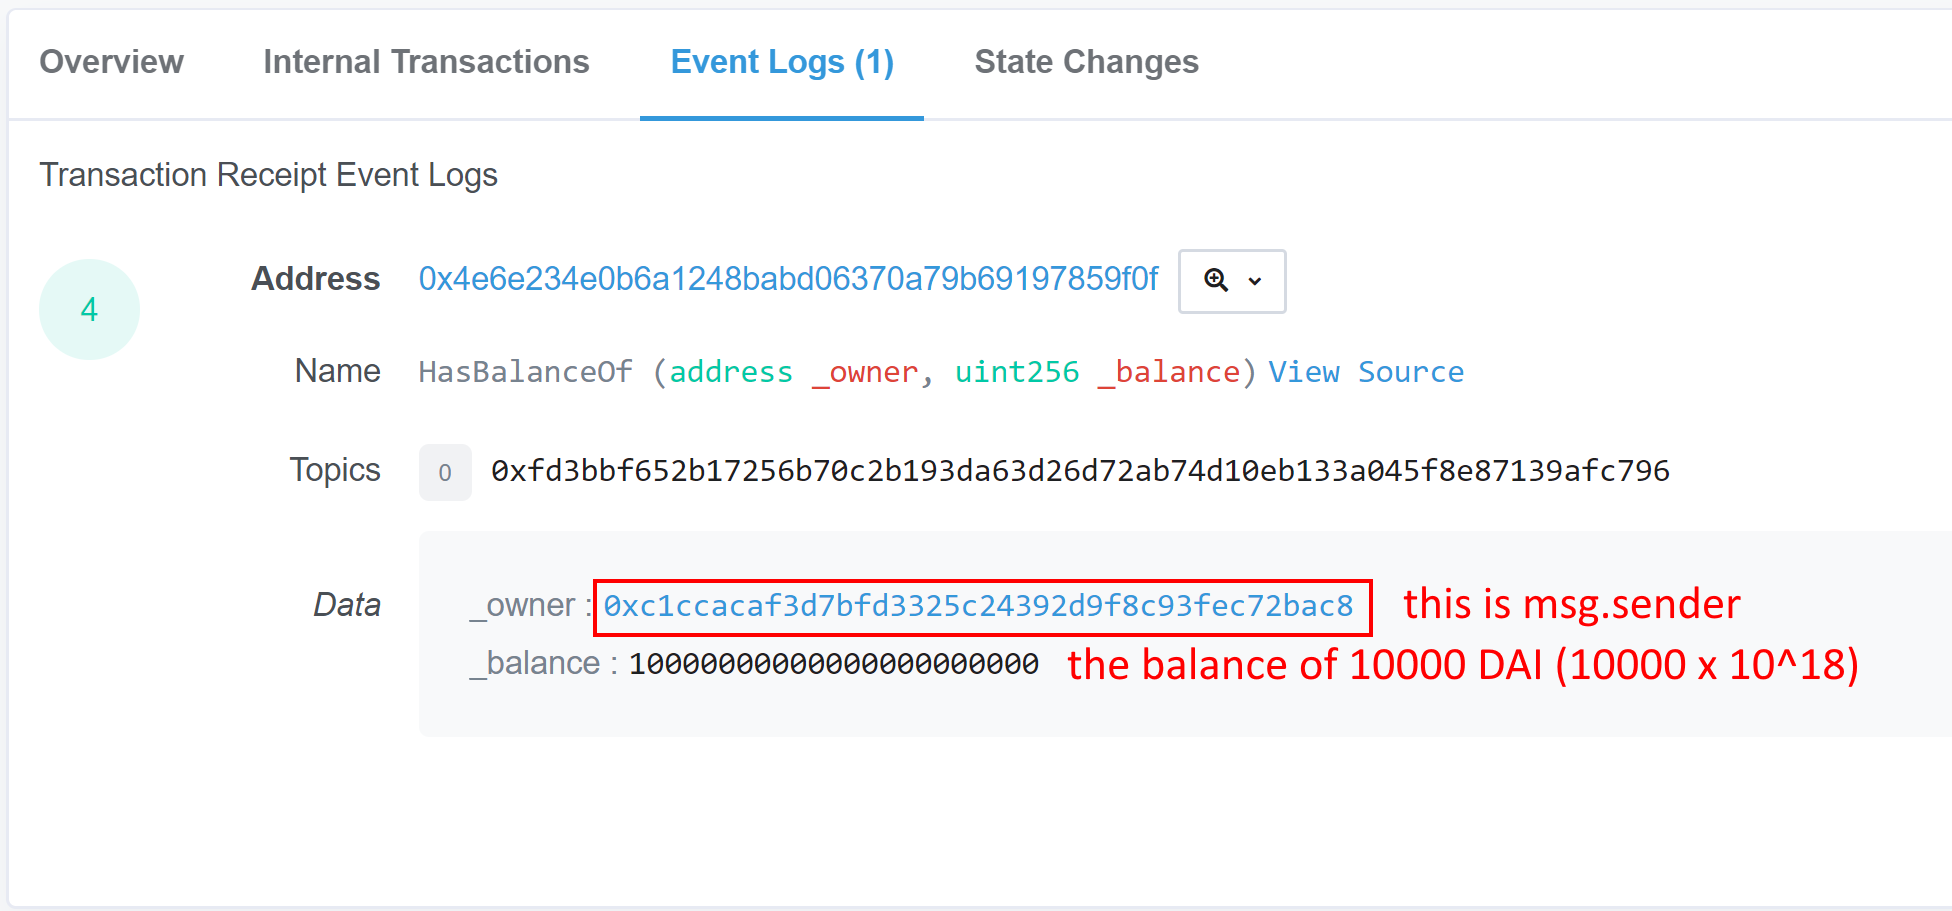 Overview Internal Transactions Event Logs (1) State Changes
Transaction Receipt Event Logs
4
Address 0x4e6e234e0b6a1248babd06370a79b69197859f0f
Name HasBalanceOf (address _owner, uint256 _balance) View Source
Topics 0 0xfd3bbf652b17256b70c2b193da63d26d72ab74d10eb133a045f8e87139afc796
Data _owner : 0xc1ccacaf3d7bfd3325c24392d9f8c93fec72bac8 this is msg.sender
_balance : 10000000000000000000000 the balance of 10000 DAI (10000 x 10^18)